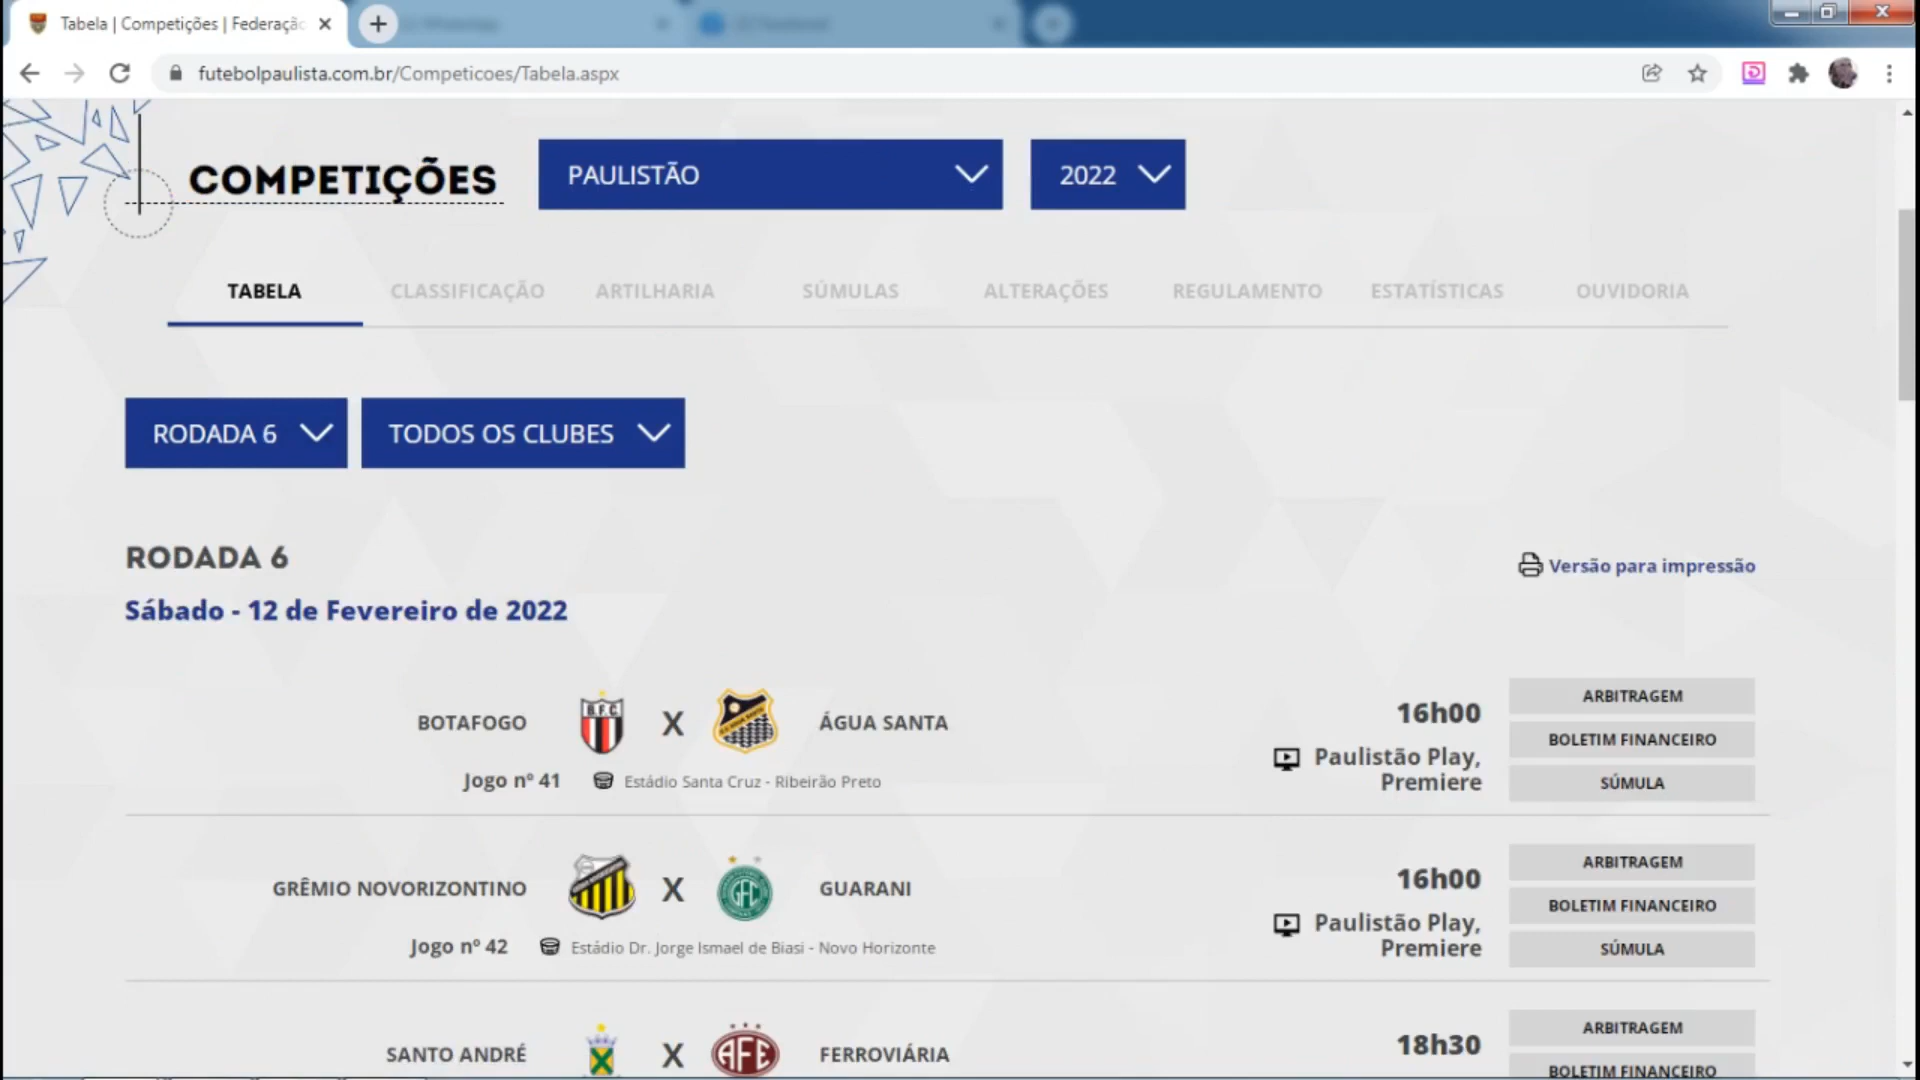 Tabela | Competições | Federação
futebolpaulista.com.br/Competicoes/Tabela.aspx
COMPETIÇÕES
PAULISTÃO
2022
TABELA
CLASSIFICAÇÃO
ARTILHARIA
SÚMULAS
ALTERAÇÕES
REGULAMENTO
ESTATÍSTICAS
OUVIDORIA
RODADA 6
TODOS OS CLUBES
RODADA 6
Versão para impressão
Sábado - 12 de Fevereiro de 2022
BOTAFOGO
B.F.C
X
ÁGUA SANTA
16h00
Paulistão Play,
Premiere
ARBITRAGEM
BOLETIM FINANCEIRO
SÚMULA
Jogo nº 41
Estádio Santa Cruz - Ribeirão Preto
GRÊMIO NOVORIZONTINO
X
GFC
GUARANI
16h00
Paulistão Play,
Premiere
ARBITRAGEM
BOLETIM FINANCEIRO
SÚMULA
Jogo nº 42
Estádio Dr. Jorge Ismael de Biasi - Novo Horizonte
SANTO ANDRÉ
X
AFE
FERROVIÁRIA
18h30
ARBITRAGEM
BOLETIM FINANCEIRO